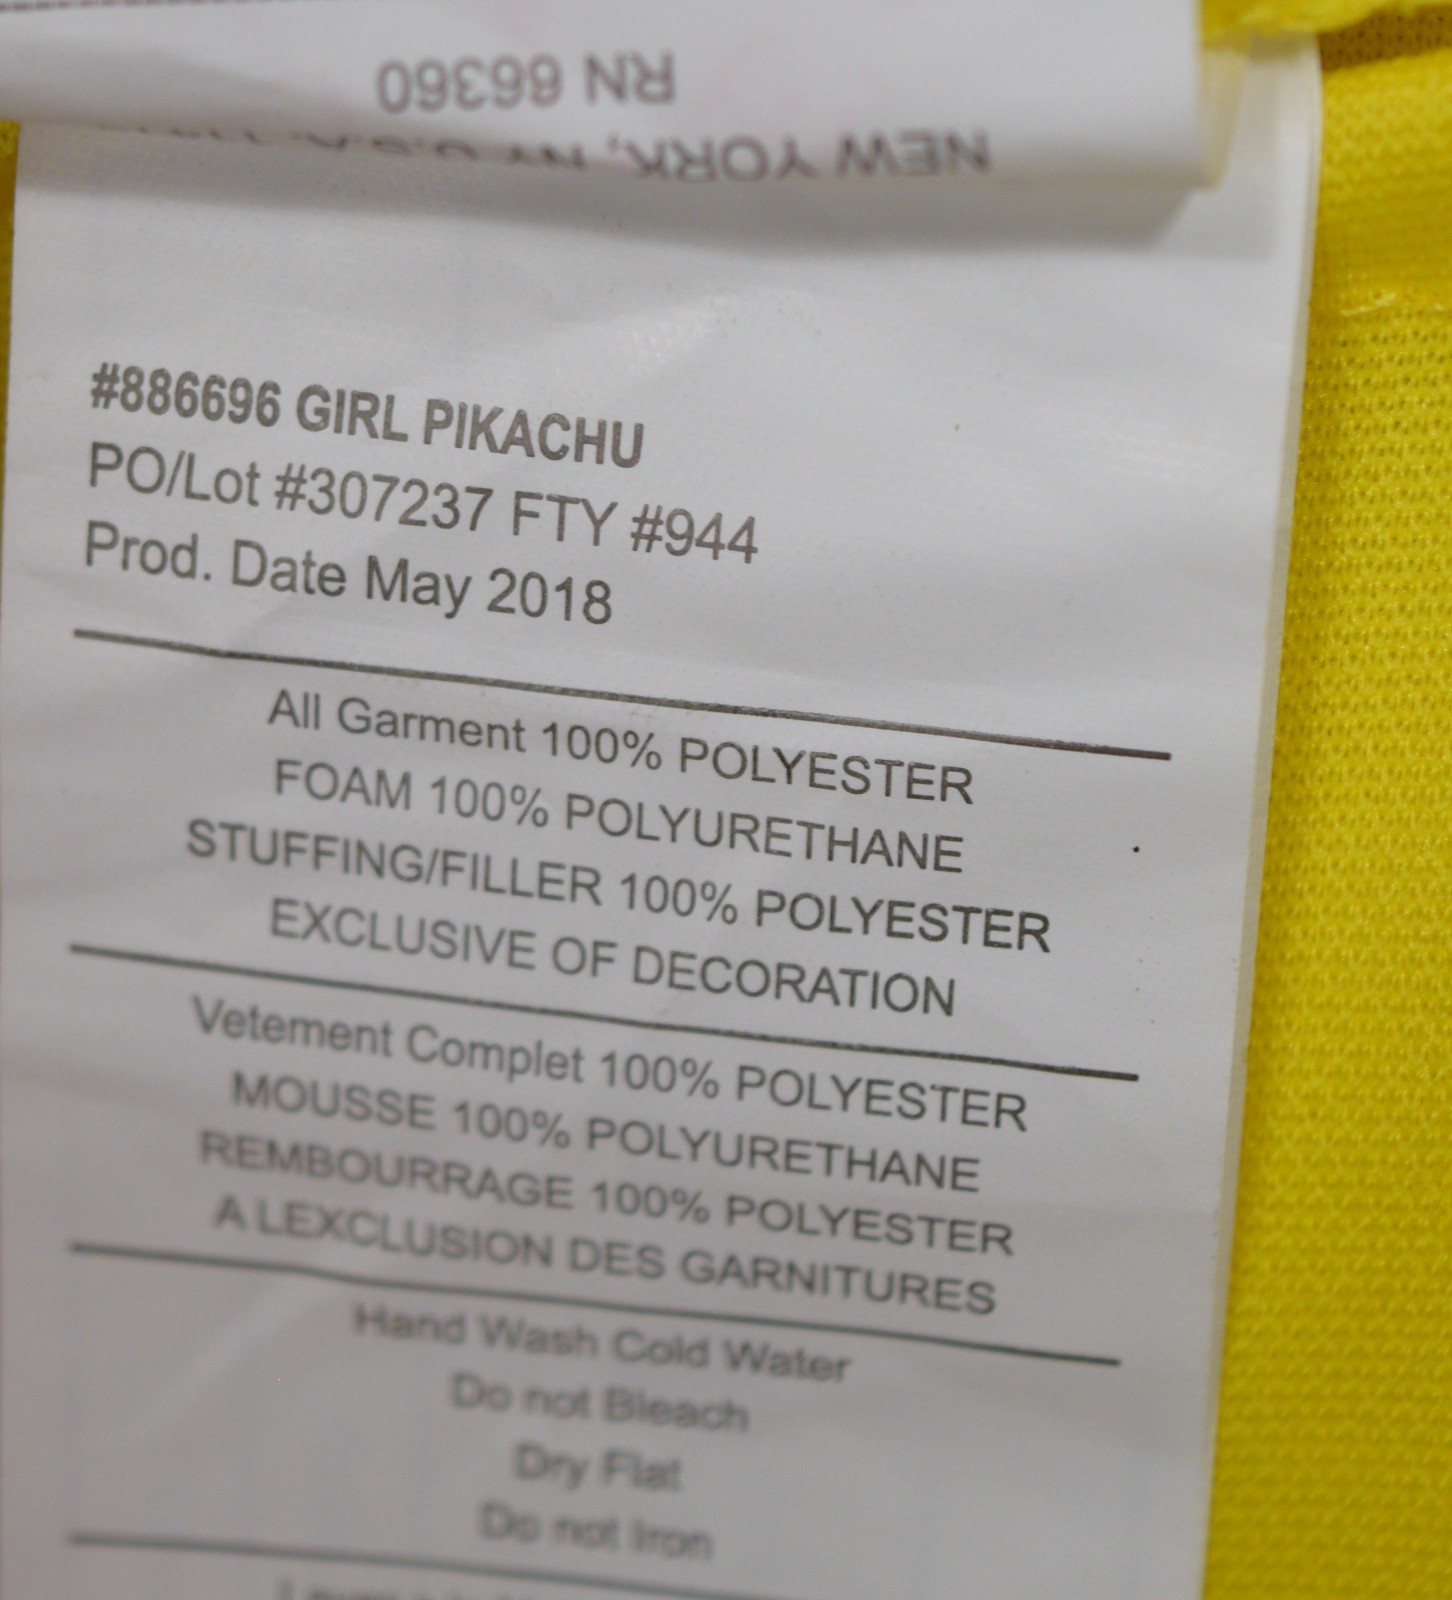 RN 66360
NEW YORK, NY U.S.A.
#886696 GIRL PIKACHU
PO/Lot #307237 FTY #944
Prod. Date May 2018
All Garment 100% POLYESTER
FOAM 100% POLYURETHANE
STUFFING/FILLER 100% POLYESTER
EXCLUSIVE OF DECORATION
Vetement Complet 100% POLYESTER
MOUSSE 100% POLYURETHANE
REMBOURRAGE 100% POLYESTER
A LEXCLUSION DES GARNITURES
Hand Wash Cold Water
Do not Bleach
Dry Flat
Do not Iron